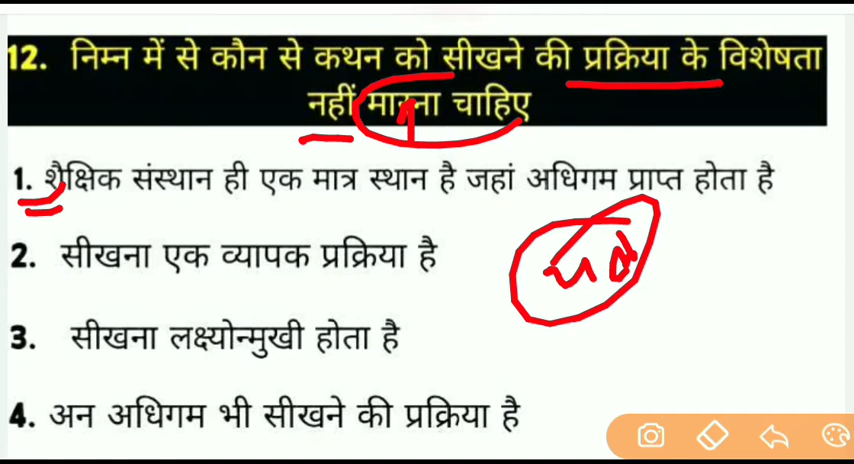 12. निम्न में से कौन से कथन को सीखने की प्रक्रिया के विशेषता
नहीं मानना चाहिए
1. शैक्षिक संस्थान ही एक मात्र स्थान है जहां अधिगम प्राप्त होता है
2. सीखना एक व्यापक प्रक्रिया है
3. सीखना लक्ष्योन्मुखी होता है
4. अन अधिगम भी सीखने की प्रक्रिया है